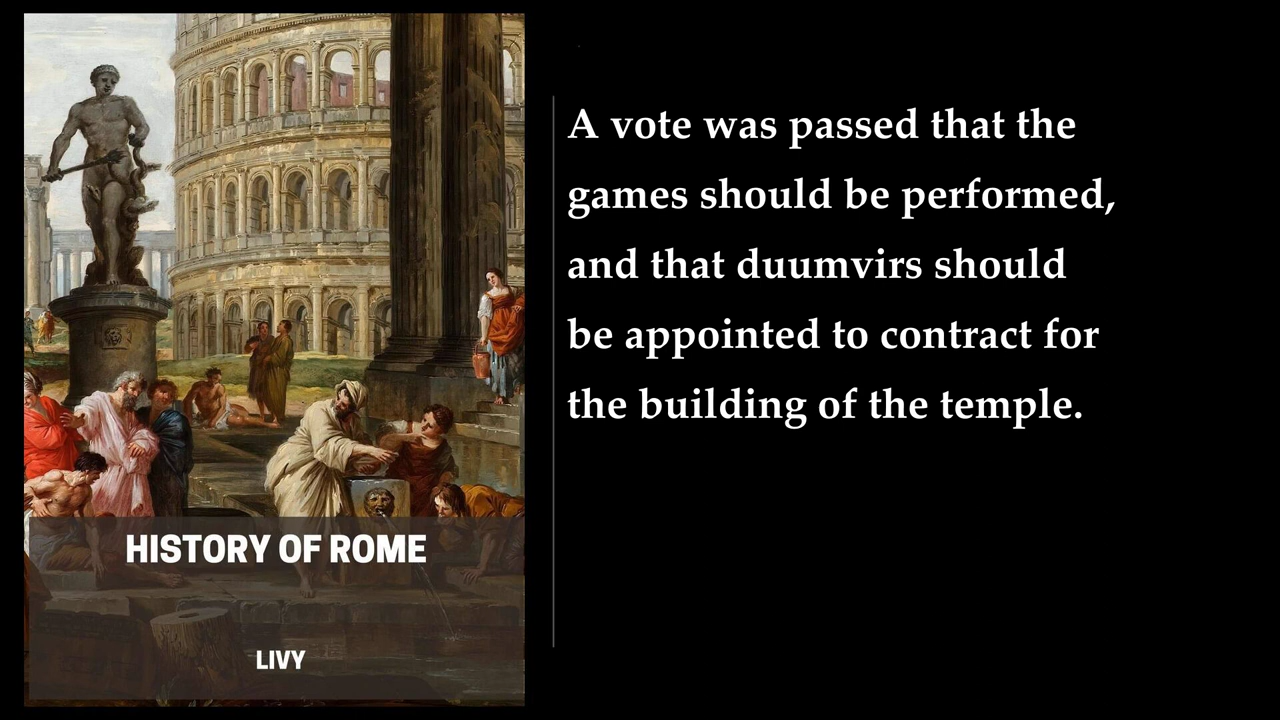 A vote was passed that the
games should be performed,
and that duumvirs should
be appointed to contract for
the building of the temple.
HISTORY OF ROME
LIVY